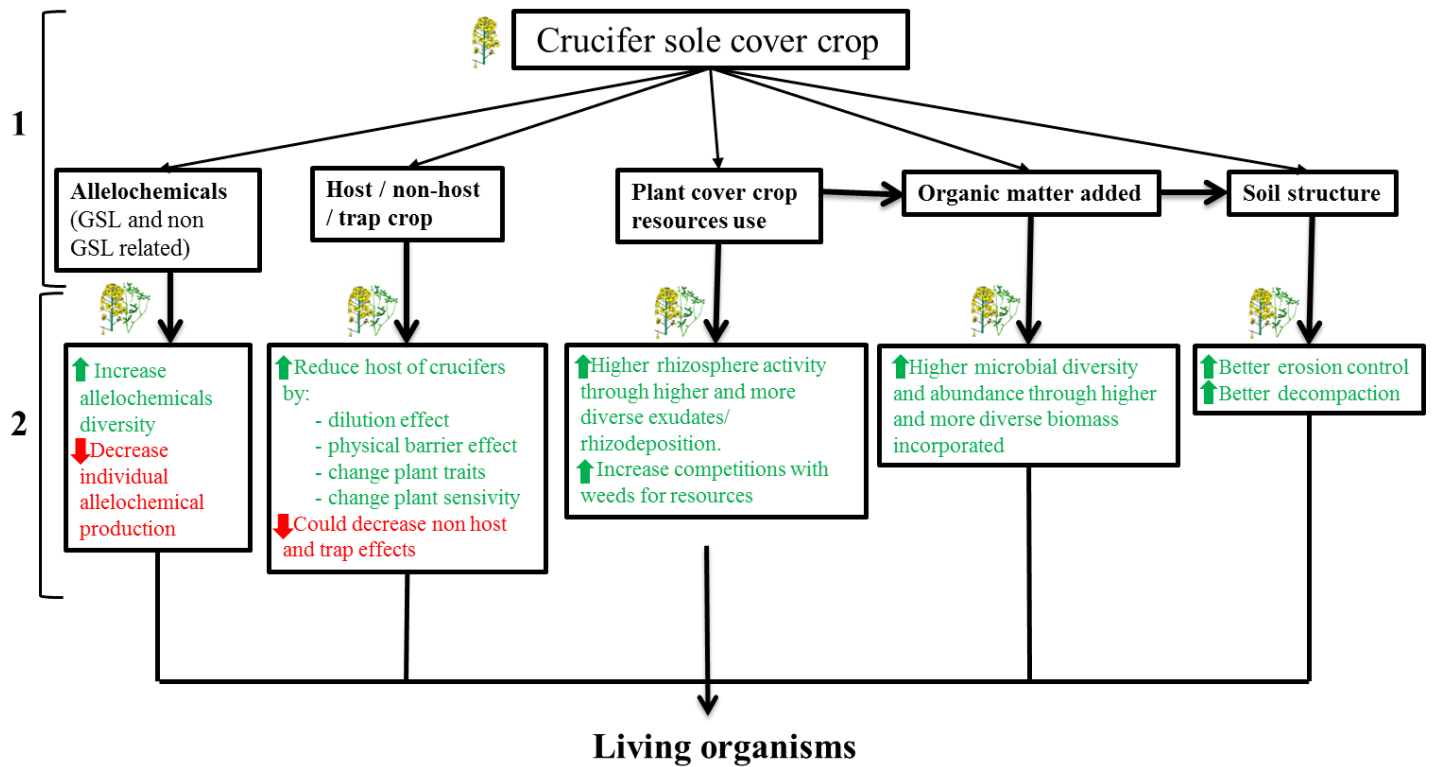 Crucifer sole cover crop
1
Allelochemicals
(GSL and non
GSL related)
Host / non-host
/ trap crop
Plant cover crop
resources use
Organic matter added
Soil structure
2
Increase
allelochemicals
diversity
Decrease
individual
allelochemical
production
Reduce host of crucifers
by:
- dilution effect
- physical barrier effect
- change plant traits
- change plant sensivity
Could decrease non host
and trap effects
Higher rhizosphere activity
through higher and more
diverse exudates/
rhizodeposition.
Increase competitions with
weeds for resources
Higher microbial diversity
and abundance through higher
and more diverse biomass
incorporated
Better erosion control
Better decompaction
Living organisms